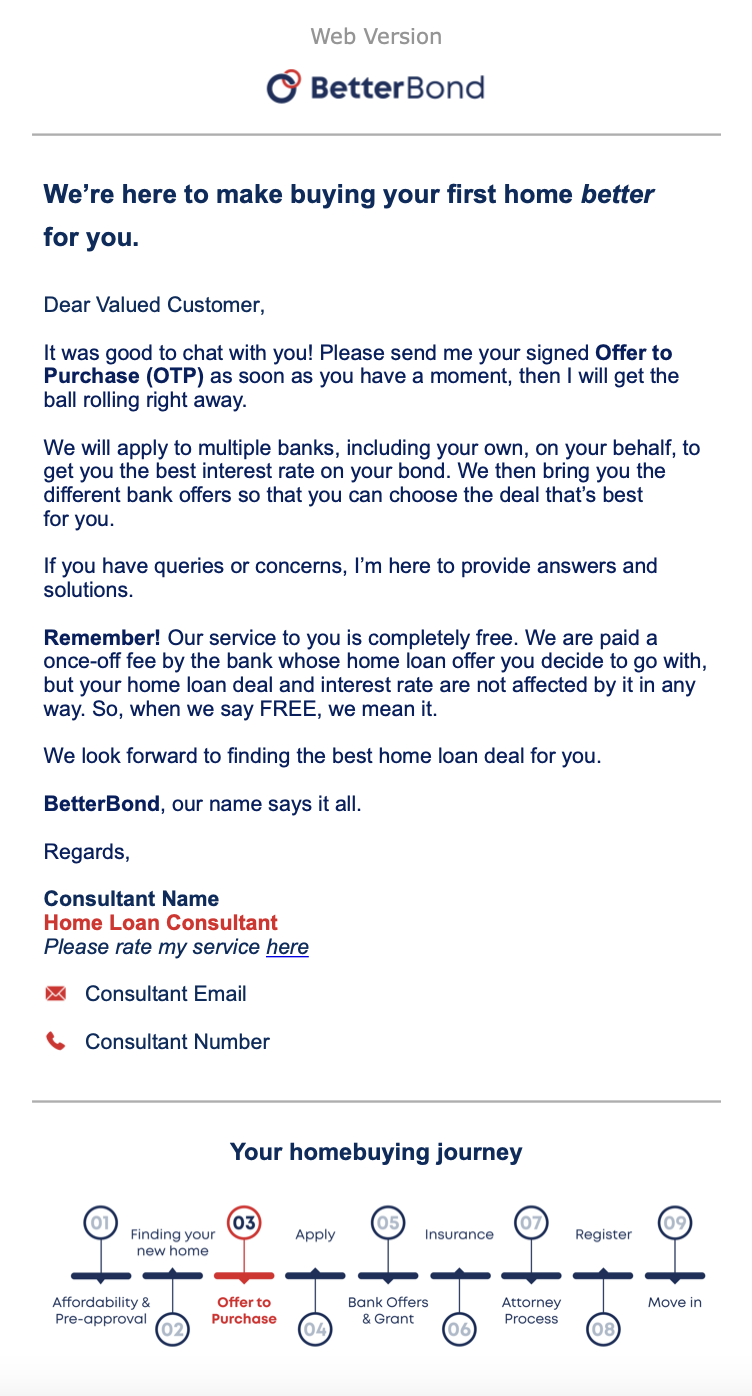 Web Version
BetterBond
We're here to make buying your first home better
for you.
Dear Valued Customer,
It was good to chat with you! Please send me your signed Offer to
Purchase (OTP) as soon as you have a moment, then I will get the
ball rolling right away.
We will apply to multiple banks, including your own, on your behalf, to
get you the best interest rate on your bond. We then bring you the
different bank offers so that you can choose the deal that's best
for you.
If you have queries or concerns, I'm here to provide answers and
solutions.
Remember! Our service to you is completely free. We are paid a
once-off fee by the bank whose home loan offer you decide to go with,
but your home loan deal and interest rate are not affected by it in any
way. So, when we say FREE, we mean it.
We look forward to finding the best home loan deal for you.
BetterBond, our name says it all.
Regards,
Consultant Name
Home Loan Consultant
Please rate my service here
Consultant Email
Consultant Number
Your homebuying journey
01
Affordability &
Pre-approval
Finding your
new home
02
03
Offer to
Purchase
Apply
04
05
Bank Offers
& Grant
Insurance
06
07
Attorney
Process
Register
08
09
Move in